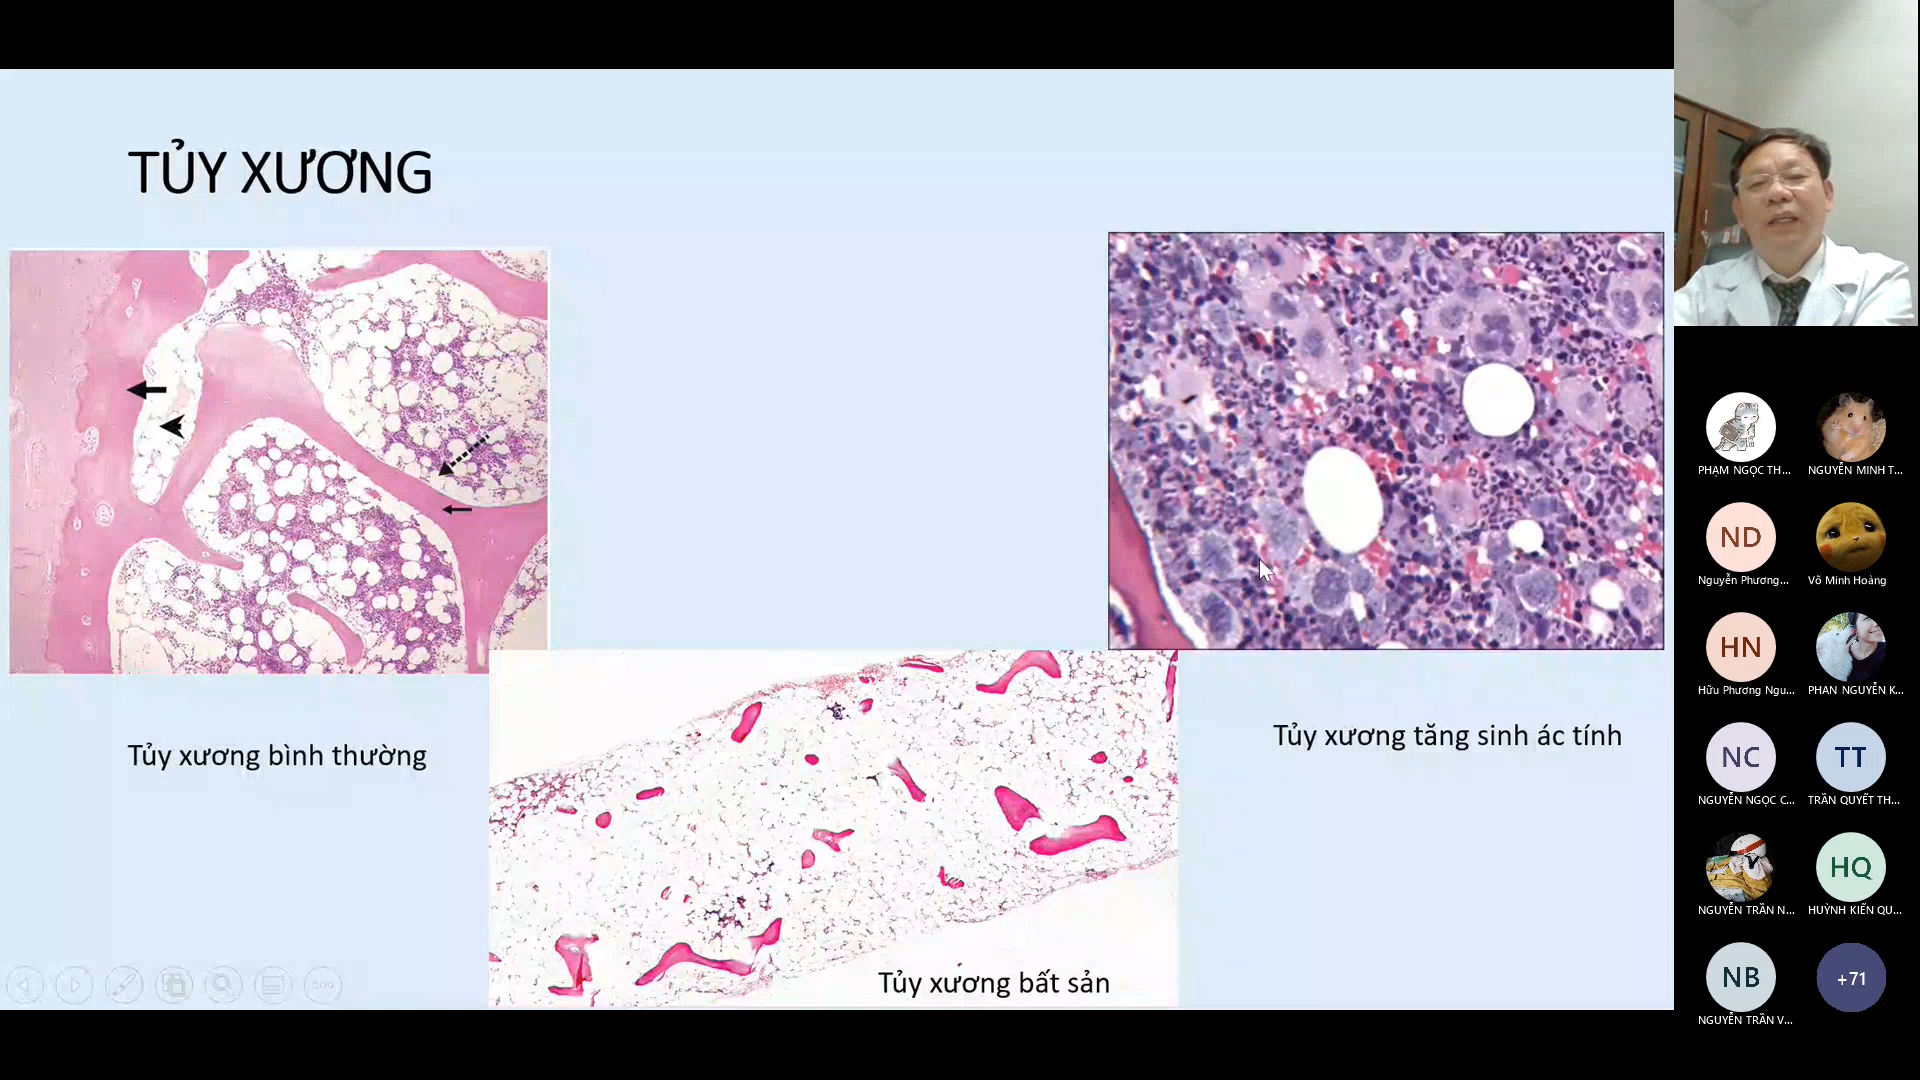 TỦY XƯƠNG
Tủy xương bình thường
Tủy xương bất sản
Tủy xương tăng sinh ác tính
PHẠM NGỌC TH...
NGUYỄN MINH T...
ND
Nguyễn Phương...
Võ Minh Hoảng
HN
Hữu Phương Ngu...
PHAN NGUYỄN K...
NC
NGUYỄN NGỌC C...
TT
TRẦN QUYẾT TH...
NGUYỄN TRẦN N...
HQ
HUỲNH KIẾN QU...
NB
NGUYỄN TRẦN V...
+71